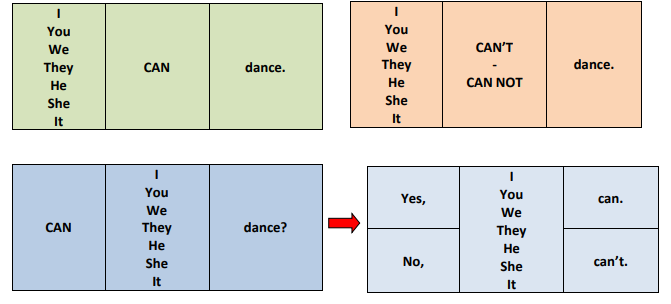 I
You
We
They
He
She
It
CAN
dance.
I
You
We
They
He
She
It
CAN'T
-
CAN NOT
dance.
CAN
I
You
We
They
He
She
It
dance?
Yes,
No,
I
You
We
They
He
She
It
can.
can't.